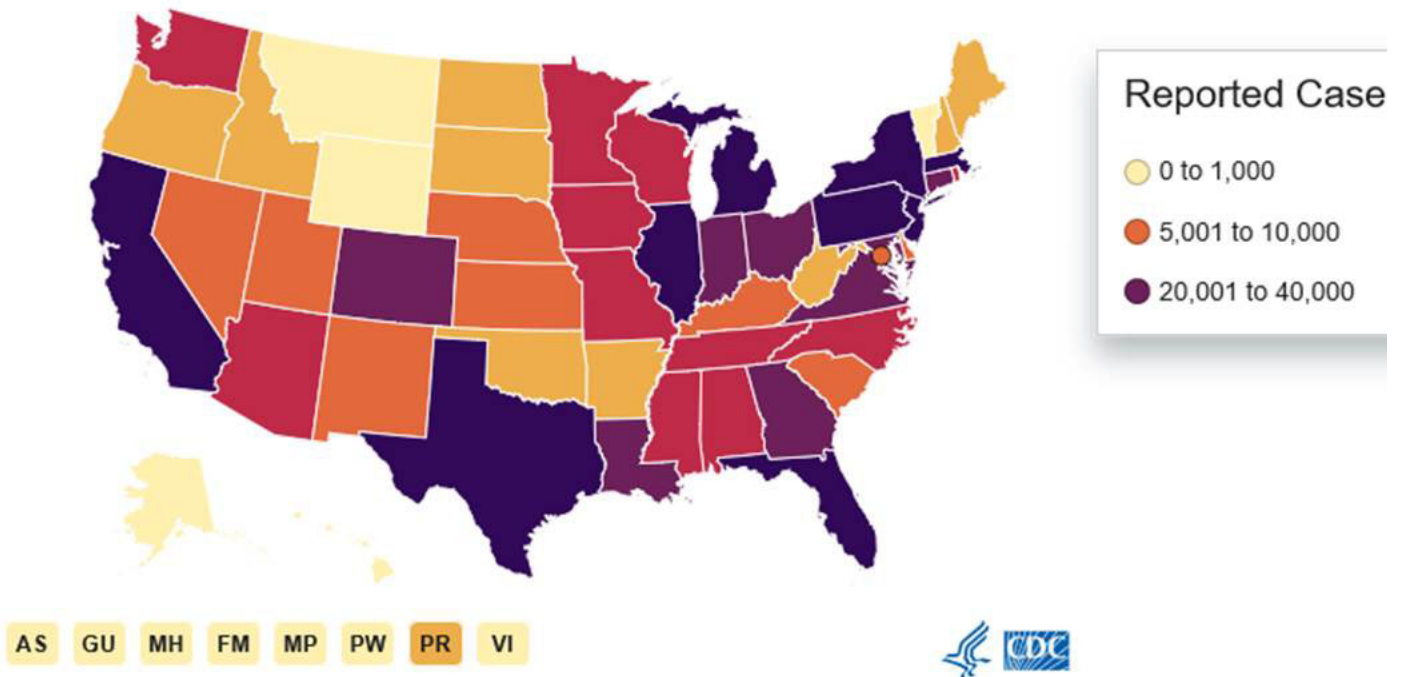 Reported Case
0 to 1,000
5,001 to 10,000
20,001 to 40,000
AS GU MH FM MP PW PR VI
CDC